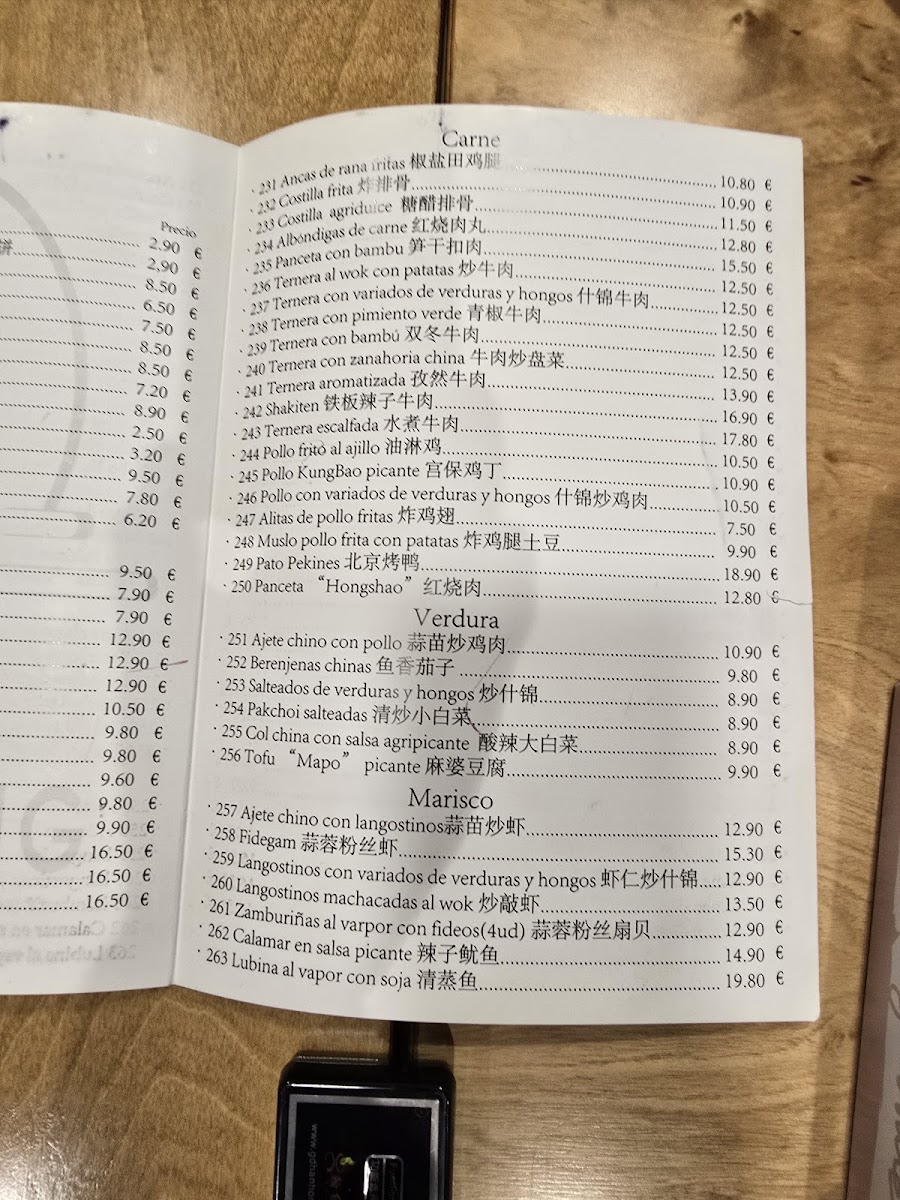 Precio
2.90 €
饼 2,90 €
8.50 €
6.50 €
7.50 €
8.50 €
8.50 €
7.20 €
8.90 €
2.50 €
3.20 €
9.50 €
7.80 €
6.20 €
9.50 €
7.90 €
7.90 €
12.90 €
12.90 €
12.90 €
10.50 €
9.80 €
9.80 €
9.60 €
9.80 €
9.90 €
16.50 €
16.50 €
16.50 €
Carne
· 231 Ancas de rana fritas 椒盐田鸡腿 10.80 €
· 232 Costilla frita 炸排骨 10.90 €
· 233 Costilla agriduice 糖醋排骨 11.50 €
· 234 Albóndigas de carne 红烧肉丸 12.80 €
· 235 Panceta con bambu 笋干扣肉 15.50 €
· 236 Ternera al wok con patatas 炒牛肉 12.50 €
· 237 Ternera con variados de verduras y hongos 什锦牛肉 12.50 €
· 238 Ternera con pimiento verde 青椒牛肉 12.50 €
· 239 Ternera con bambú 双冬牛肉 12.50 €
· 240 Ternera con zanahoria china 牛肉炒盘菜 12.50 €
· 241 Ternera aromatizada 孜然牛肉 13.90 €
· 242 Shakiten 铁板辣子牛肉 16.90 €
· 243 Ternera escalfada 水煮牛肉 17.80 €
· 244 Pollo frito al ajillo 油淋鸡 10.50 €
· 245 Pollo KungBao picante 宫保鸡丁 10.90 €
· 246 Pollo con variados de verduras y hongos 什锦炒鸡肉 10.50 €
· 247 Alitas de pollo fritas 炸鸡翅 7.50 €
· 248 Muslo pollo frita con patatas 炸鸡腿土豆 9.90 €
· 249 Pato Pekines 北京烤鸭 18.90 €
· 250 Panceta “Hongshao” 红烧肉 12.80 €
Verdura
· 251 Ajete chino con pollo 蒜苗炒鸡肉 10.90 €
· 252 Berenjenas chinas 鱼香茄子 9.80 €
· 253 Salteados de verduras y hongos 炒什锦 8.90 €
· 254 Pakchoi salteadas 清炒小白菜 8.90 €
· 255 Col china con salsa agripicante 酸辣大白菜 8.90 €
· 256 Tofu “Mapo” picante 麻婆豆腐 9.90 €
Marisco
· 257 Ajete chino con langostinos蒜苗炒虾 12.90 €
· 258 Fidegam 蒜蓉粉丝虾 15.30 €
· 259 Langostinos con variados de verduras y hongos 虾仁炒什锦 12.90 €
· 260 Langostinos machacadas al wok 炒敲虾 13.50 €
· 261 Zamburiñas al varpor con fideos(4ud) 蒜蓉粉丝扇贝 12.90 €
· 262 Calamar en salsa picante 辣子鱿鱼 14.90 €
· 263 Lubina al vapor con soja 清蒸鱼 19.80 €